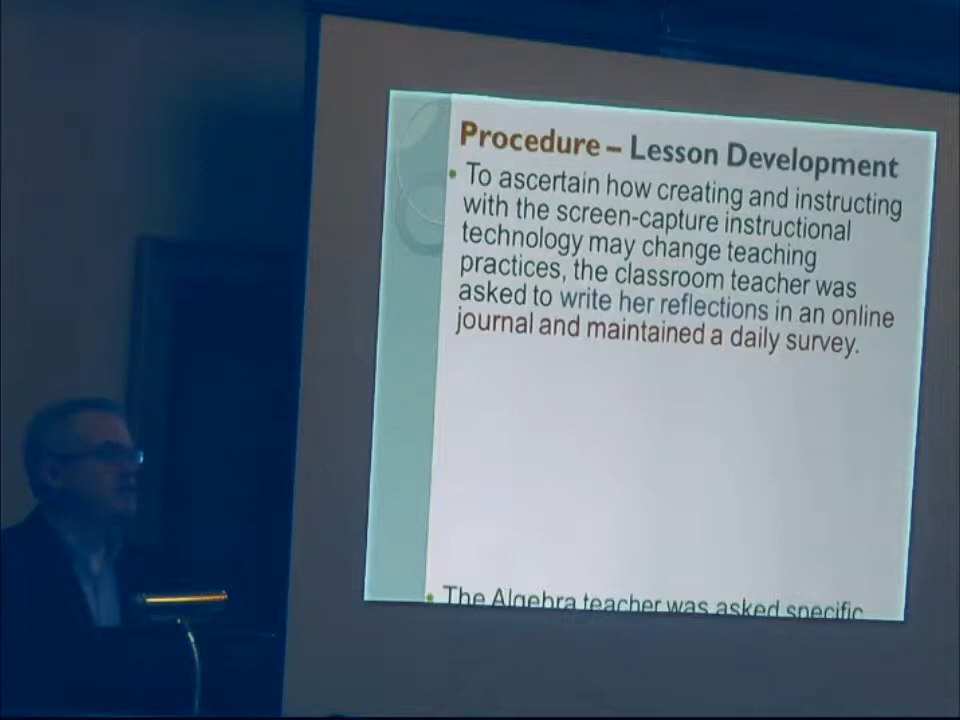 Procedure – Lesson Development
• To ascertain how creating and instructing
with the screen-capture instructional
technology may change teaching
practices, the classroom teacher was
asked to write her reflections in an online
journal and maintained a daily survey.
• The Algebra teacher was asked specific